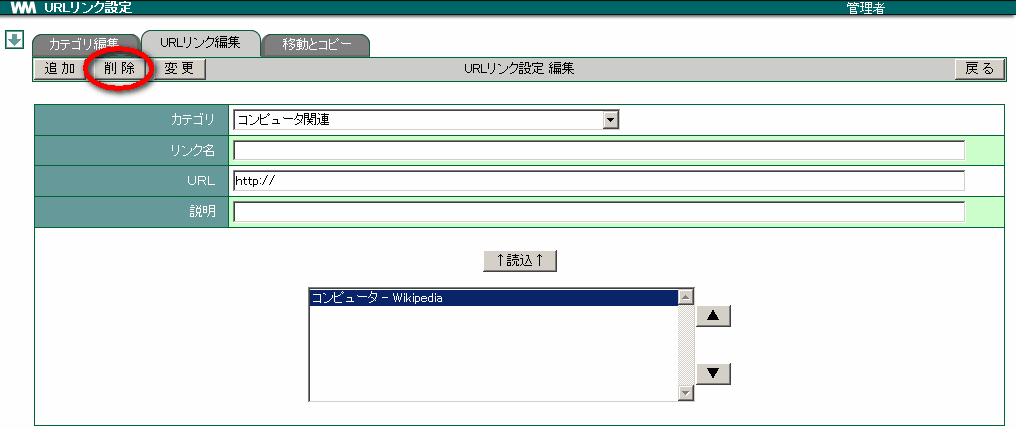 WM URLリンク設定 管理者
カテゴリ編集 URLリンク編集 移動とコピー
追加 削除 変更 URLリンク設定 編集 戻る
カテゴリ コンピュータ関連
リンク名
URL http://
説明
↑読込↑
コンピュータ - Wikipedia
▲
▼